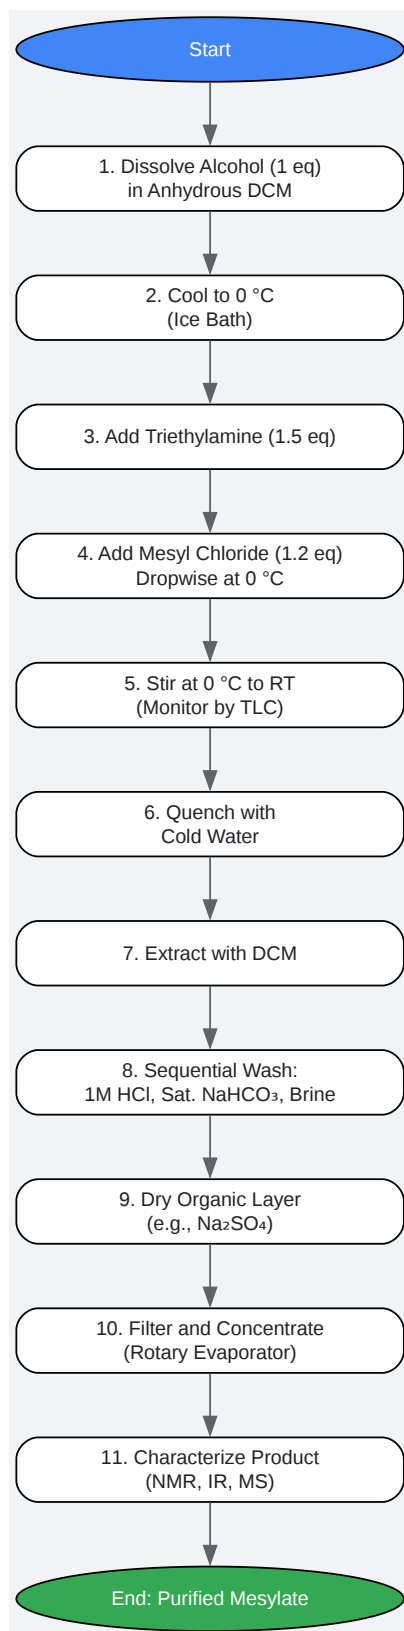 Start
1. Dissolve Alcohol (1 eq)
in Anhydrous DCM
2. Cool to 0 °C
(Ice Bath)
3. Add Triethylamine (1.5 eq)
4. Add Mesyl Chloride (1.2 eq)
Dropwise at 0 °C
5. Stir at 0 °C to RT
(Monitor by TLC)
6. Quench with
Cold Water
7. Extract with DCM
8. Sequential Wash:
1M HCl, Sat. NaHCO₃, Brine
9. Dry Organic Layer
(e.g., Na₂SO₄)
10. Filter and Concentrate
(Rotary Evaporator)
11. Characterize Product
(NMR, IR, MS)
End: Purified Mesylate